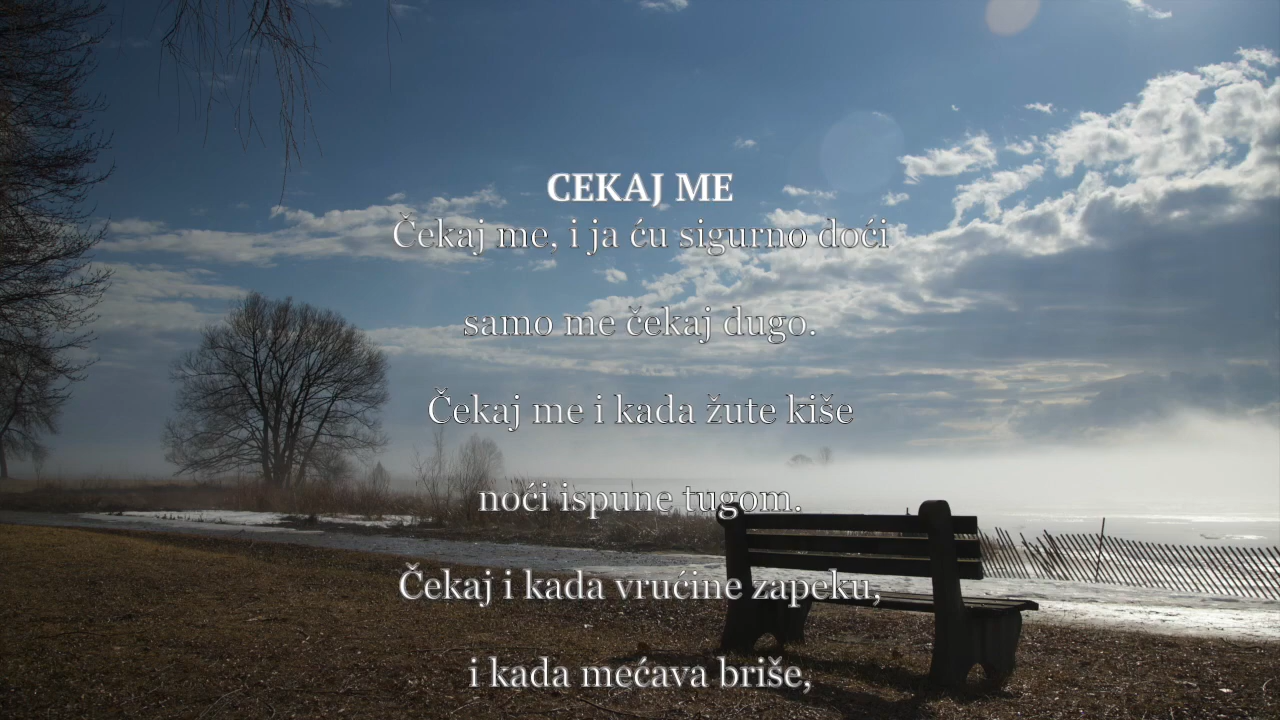 CEKAJ ME
Čekaj me, i ja ću sigurno doći
samo me čekaj dugo.
Čekaj me i kada žute kiše
noći ispune tugom.
Čekaj i kada vrućine zapeku,
i kada mećava briše,